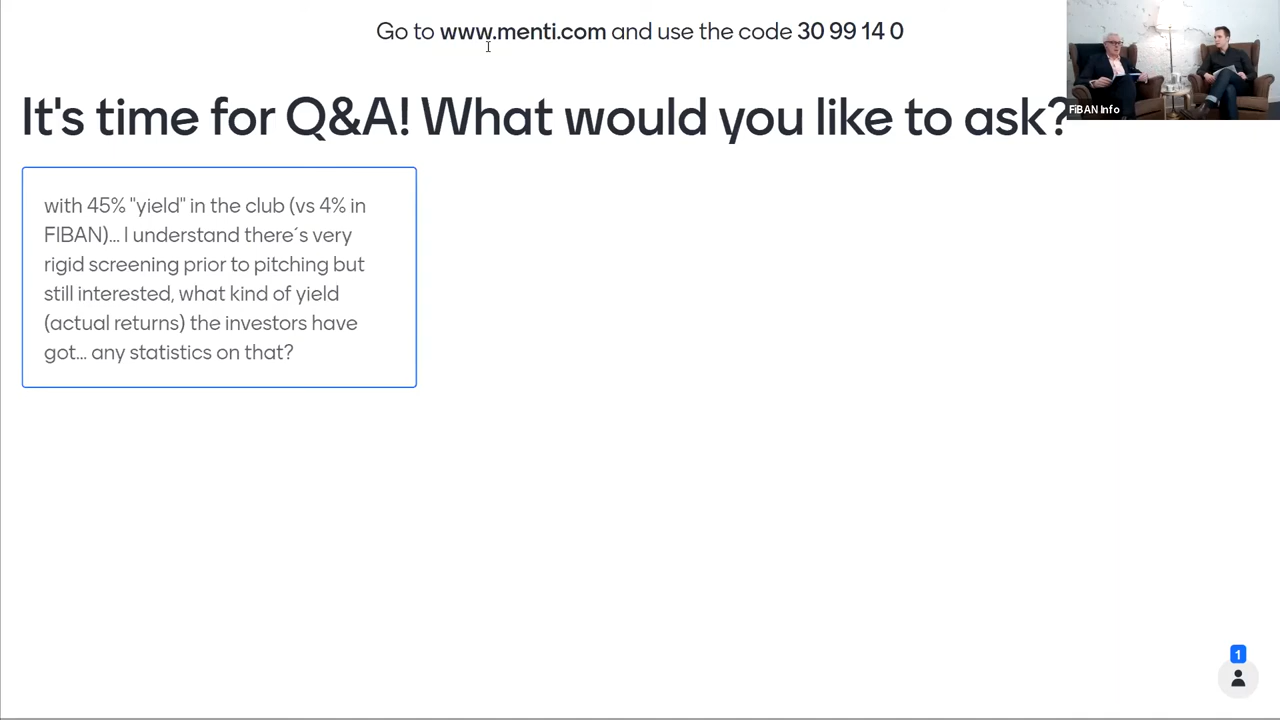 Go to www.menti.com and use the code 30 99 14 0
FiBAN Info
It's time for Q&A! What would you like to ask?
with 45% "yield" in the club (vs 4% in
FIBAN)... I understand there´s very
rigid screening prior to pitching but
still interested, what kind of yield
(actual returns) the investors have
got... any statistics on that?
1